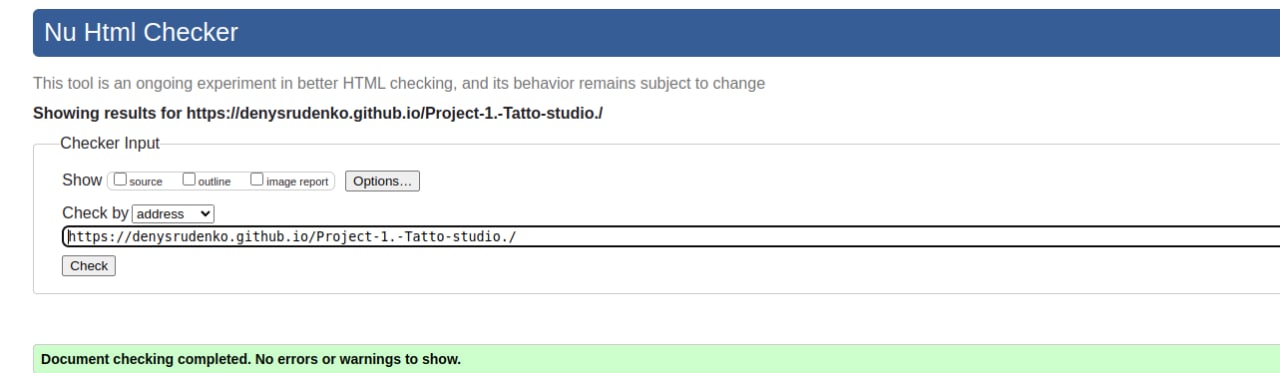 Nu Html Checker
This tool is an ongoing experiment in better HTML checking, and its behavior remains subject to change
Showing results for https://denysrudenko.github.io/Project-1.-Tatto-studio./
Checker Input
Show source outline image report Options...
Check by address
https://denysrudenko.github.io/Project-1.-Tatto-studio./
Check
Document checking completed. No errors or warnings to show.